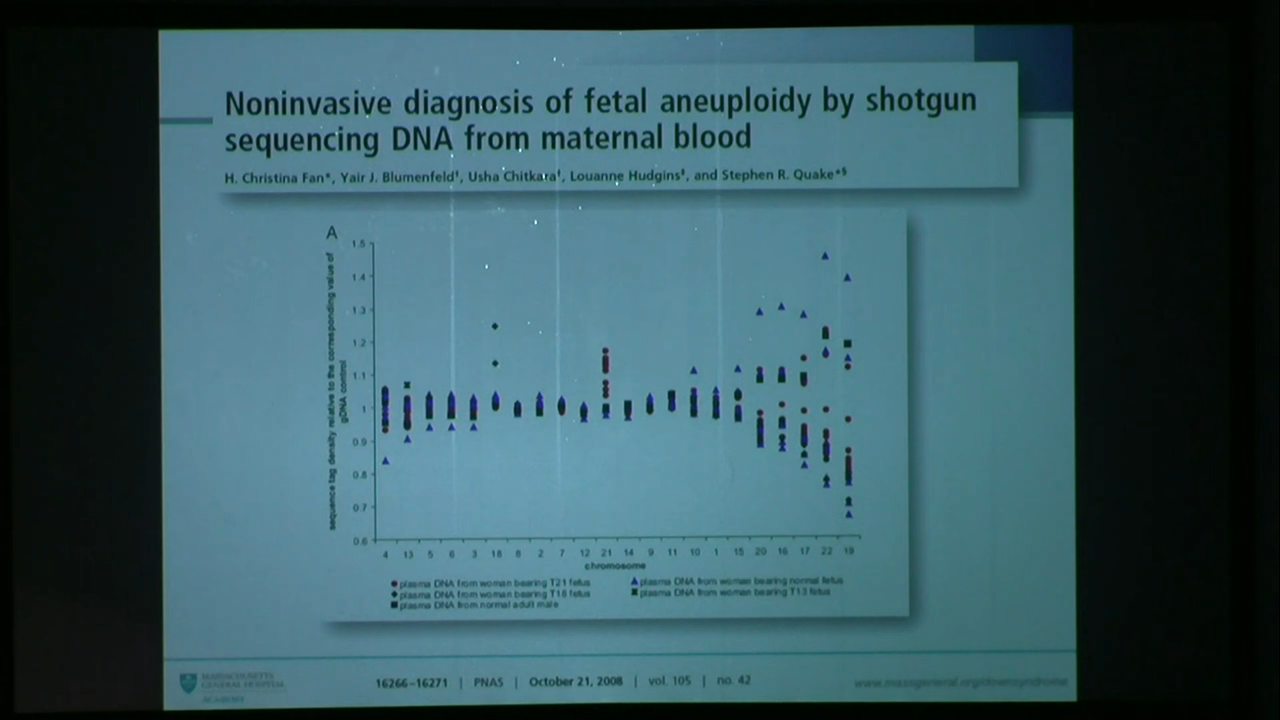 Noninvasive diagnosis of fetal aneuploidy by shotgun
sequencing DNA from maternal blood
H. Christina Fan*, Yair J. Blumenfeld†, Usha Chitkara†, Louanne Hudgins‡, and Stephen R. Quake*§
A
sequence tag density relative to the corresponding value of
gDNA control
1.5
1.4
1.3
1.2
1.1
1
0.9
0.8
0.7
0.6
4 13 5 6 3 18 8 2 7 12 21 14 9 11 10 1 15 20 16 17 22 19
chromosome
plasma DNA from woman bearing T21 fetus
plasma DNA from woman bearing normal fetus
plasma DNA from woman bearing T18 fetus
plasma DNA from woman bearing T13 fetus
plasma DNA from normal adult male
MASSACHUSETTS
GENERAL HOSPITAL
ACADEMY
16266–16271 | PNAS | October 21, 2008 | vol. 105 | no. 42
www.massgeneral.org/downsyndrome